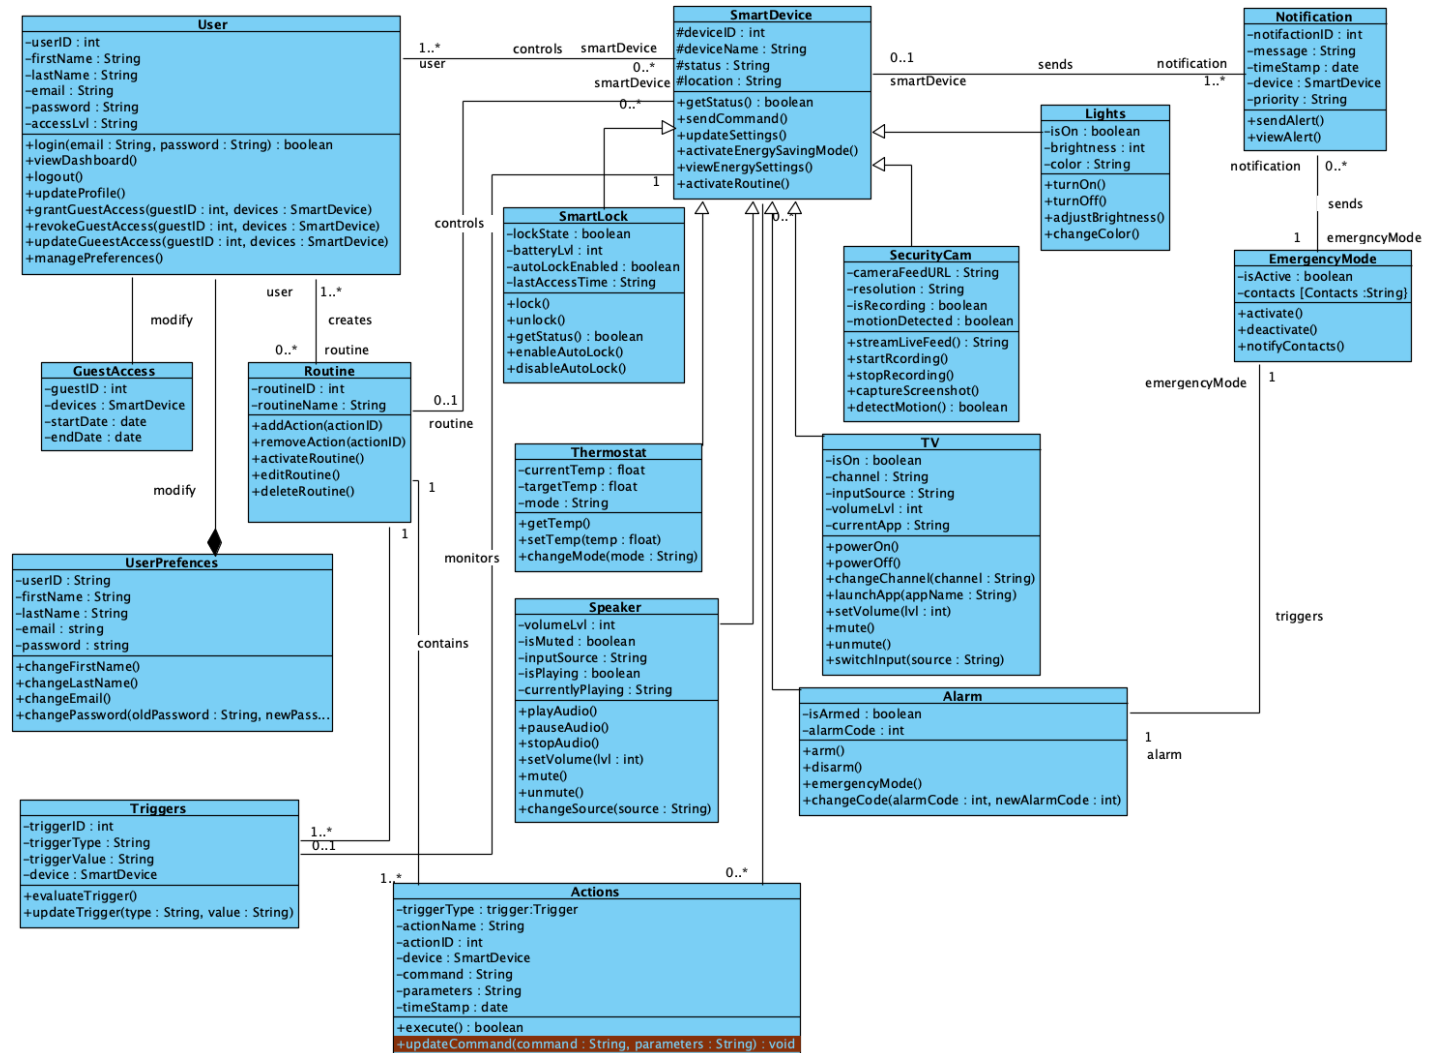 User
-userID : int
-firstName : String
-lastName : String
-email : String
-password : String
-accessLvl : String
+login(email : String, password : String) : boolean
+viewDashboard()
+logout()
+updateProfile()
+grantGuestAccess(guestID : int, devices : SmartDevice)
+revokeGuestAccess(guestID : int, devices : SmartDevice)
+updateGueestAccess(guestID : int, devices : SmartDevice)
+managePreferences()
1..*
user
controls
smartDevice
0..*
smartDevice
0..*
SmartDevice
#deviceID : int
#deviceName : String
#status : String
#location : String
+getStatus() : boolean
+sendCommand()
+updateSettings()
+activateEnergySavingMode()
+viewEnergySettings()
+activateRoutine()
0..1
smartDevice
sends
notification
1..*
Notification
-notifactionID : int
-message : String
-timeStamp : date
-device : SmartDevice
-priority : String
+sendAlert()
+viewAlert()
Lights
-isOn : boolean
-brightness : int
-color : String
+turnOn()
+turnOff()
+adjustBrightness()
+changeColor()
notification
0..*
sends
1
emergncyMode
EmergencyMode
-isActive : boolean
-contacts [Contacts :String}
+activate()
+deactivate()
+notifyContacts()
emergencyMode
1
triggers
1
controls
0..*
SmartLock
-lockState : boolean
-batteryLvl : int
-autoLockEnabled : boolean
-lastAccessTime : String
+lock()
+unlock()
+getStatus() : boolean
+enableAutoLock()
+disableAutoLock()
SecurityCam
-cameraFeedURL : String
-resolution : String
-isRecording : boolean
-motionDetected : boolean
+streamLiveFeed() : String
+startRcording()
+stopRecording()
+captureScreenshot()
+detectMotion() : boolean
modify
user
1..*
creates
0..*
routine
GuestAccess
-guestID : int
-devices : SmartDevice
-startDate : date
-endDate : date
Routine
-routineID : int
-routineName : String
+addAction(actionID)
+removeAction(actionID)
+activateRoutine()
+editRoutine()
+deleteRoutine()
0..1
routine
1
1
modify
monitors
contains
Thermostat
-currentTemp : float
-targetTemp : float
-mode : String
+getTemp()
+setTemp(temp : float)
+changeMode(mode : String)
TV
-isOn : boolean
-channel : String
-inputSource : String
-volumeLvl : int
-currentApp : String
+powerOn()
+powerOff()
+changeChannel(channel : String)
+launchApp(appName : String)
+setVolume(lvl : int)
+mute()
+unmute()
+switchInput(source : String)
UserPrefences
-userID : String
-firstName : String
-lastName : String
-email : string
-password : string
+changeFirstName()
+changeLastName()
+changeEmail()
+changePassword(oldPassword : String, newPass...
Speaker
-volumeLvl : int
-isMuted : boolean
-inputSource : String
-isPlaying : boolean
-currentlyPlaying : String
+playAudio()
+pauseAudio()
+stopAudio()
+setVolume(lvl : int)
+mute()
+unmute()
+changeSource(source : String)
Alarm
-isArmed : boolean
-alarmCode : int
+arm()
+disarm()
+emergencyMode()
+changeCode(alarmCode : int, newAlarmCode : int)
1
alarm
Triggers
-triggerID : int
-triggerType : String
-triggerValue : String
-device : SmartDevice
+evaluateTrigger()
+updateTrigger(type : String, value : String)
1..*
0..1
1..*
0..*
Actions
-triggerType : trigger:Trigger
-actionName : String
-actionID : int
-device : SmartDevice
-command : String
-parameters : String
-timeStamp : date
+execute() : boolean
+updateCommand(command : String, parameters : String) : void